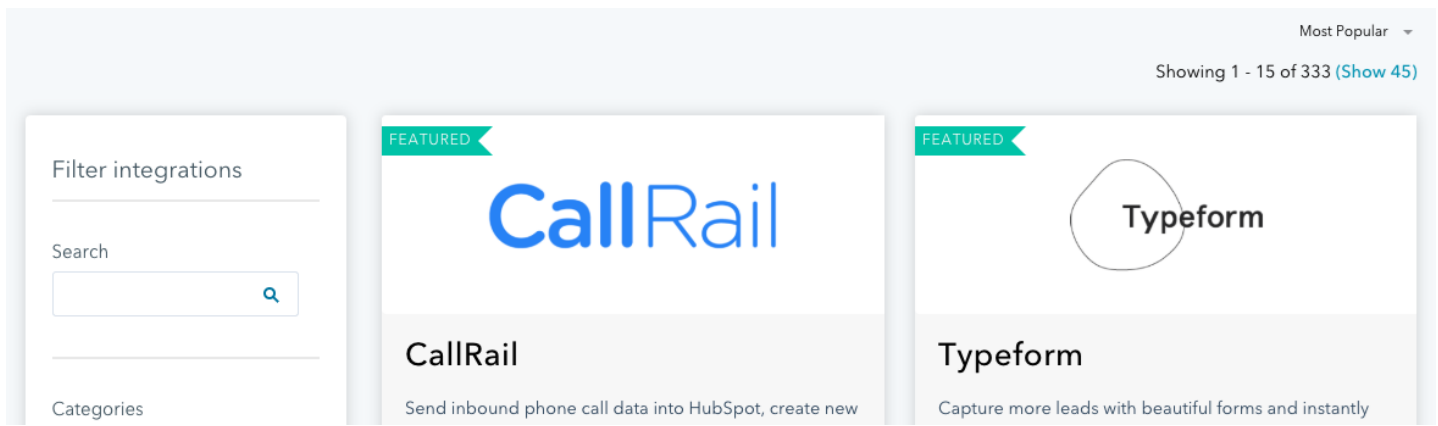 Most Popular
Showing 1 - 15 of 333 (Show 45)
Filter integrations
Search
Categories
FEATURED
CallRail
CallRail
Send inbound phone call data into HubSpot, create new
FEATURED
Typeform
Typeform
Capture more leads with beautiful forms and instantly